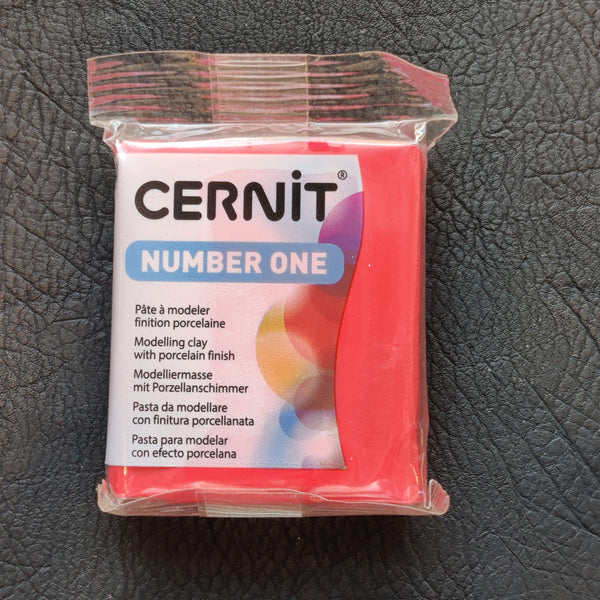 CERNiT®
NUMBER ONE
Pâte à modeler
finition porcelaine
Modelling clay
with porcelain finish
Modelliermasse
mit Porzellanschimmer
Pasta da modellare
con finitura porcellanata
Pasta para modelar
con efecto porcelana